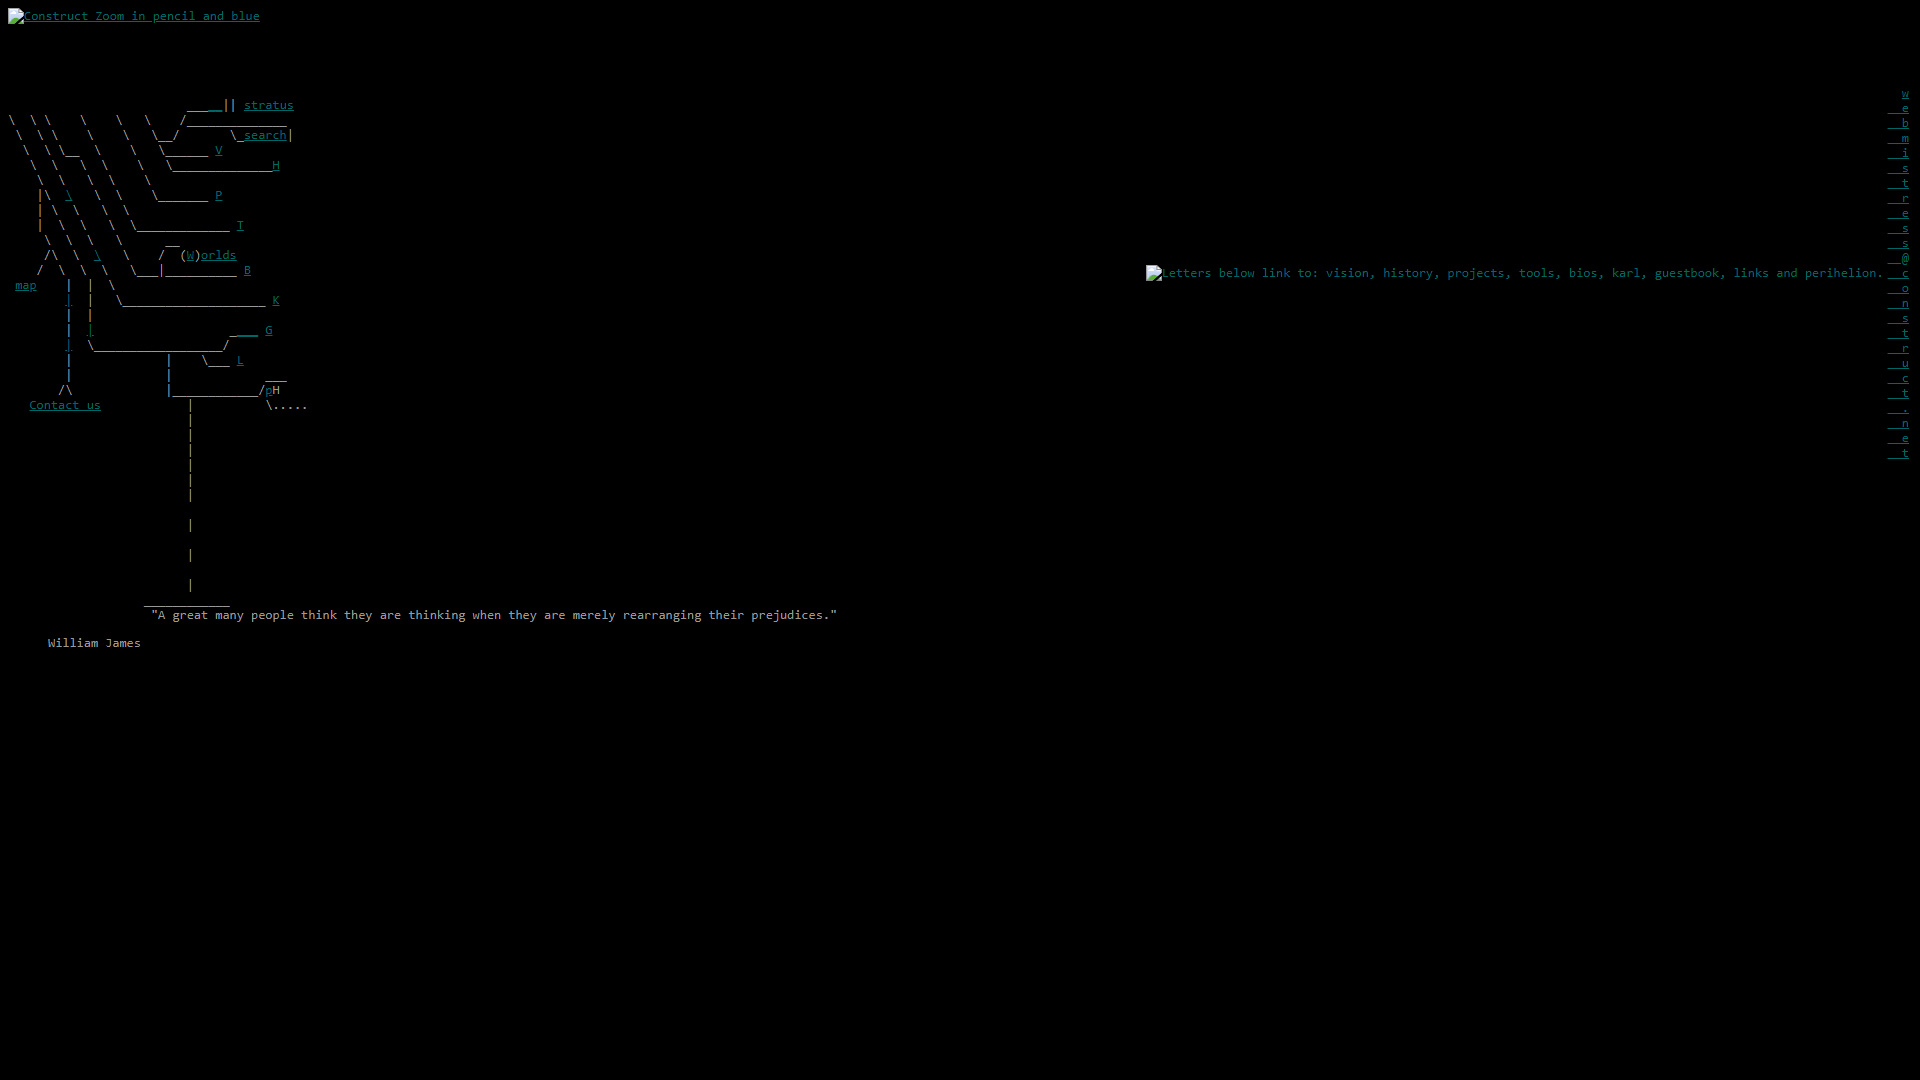 Construct Zoom in pencil and blue
stratus
search
V
H
P
T
(W)orlds
B
map
K
G
L
pH
Contact us
"A great many people think they are thinking when they are merely rearranging their prejudices."
William James
Letters below link to: vision, history, projects, tools, bios, karl, guestbook, links and perihelion.
w
e
b
m
i
s
t
r
e
s
s
@
c
o
n
s
t
r
u
c
t
.
n
e
t